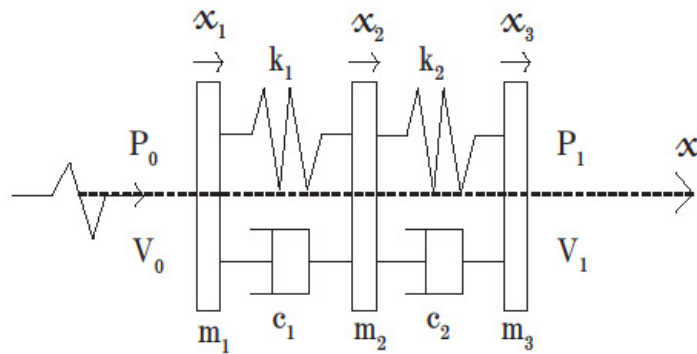 x₁ x₂ x₃
k₁ k₂
P₀ P₁ x
V₀ V₁
m₁ c₁ m₂ c₂ m₃